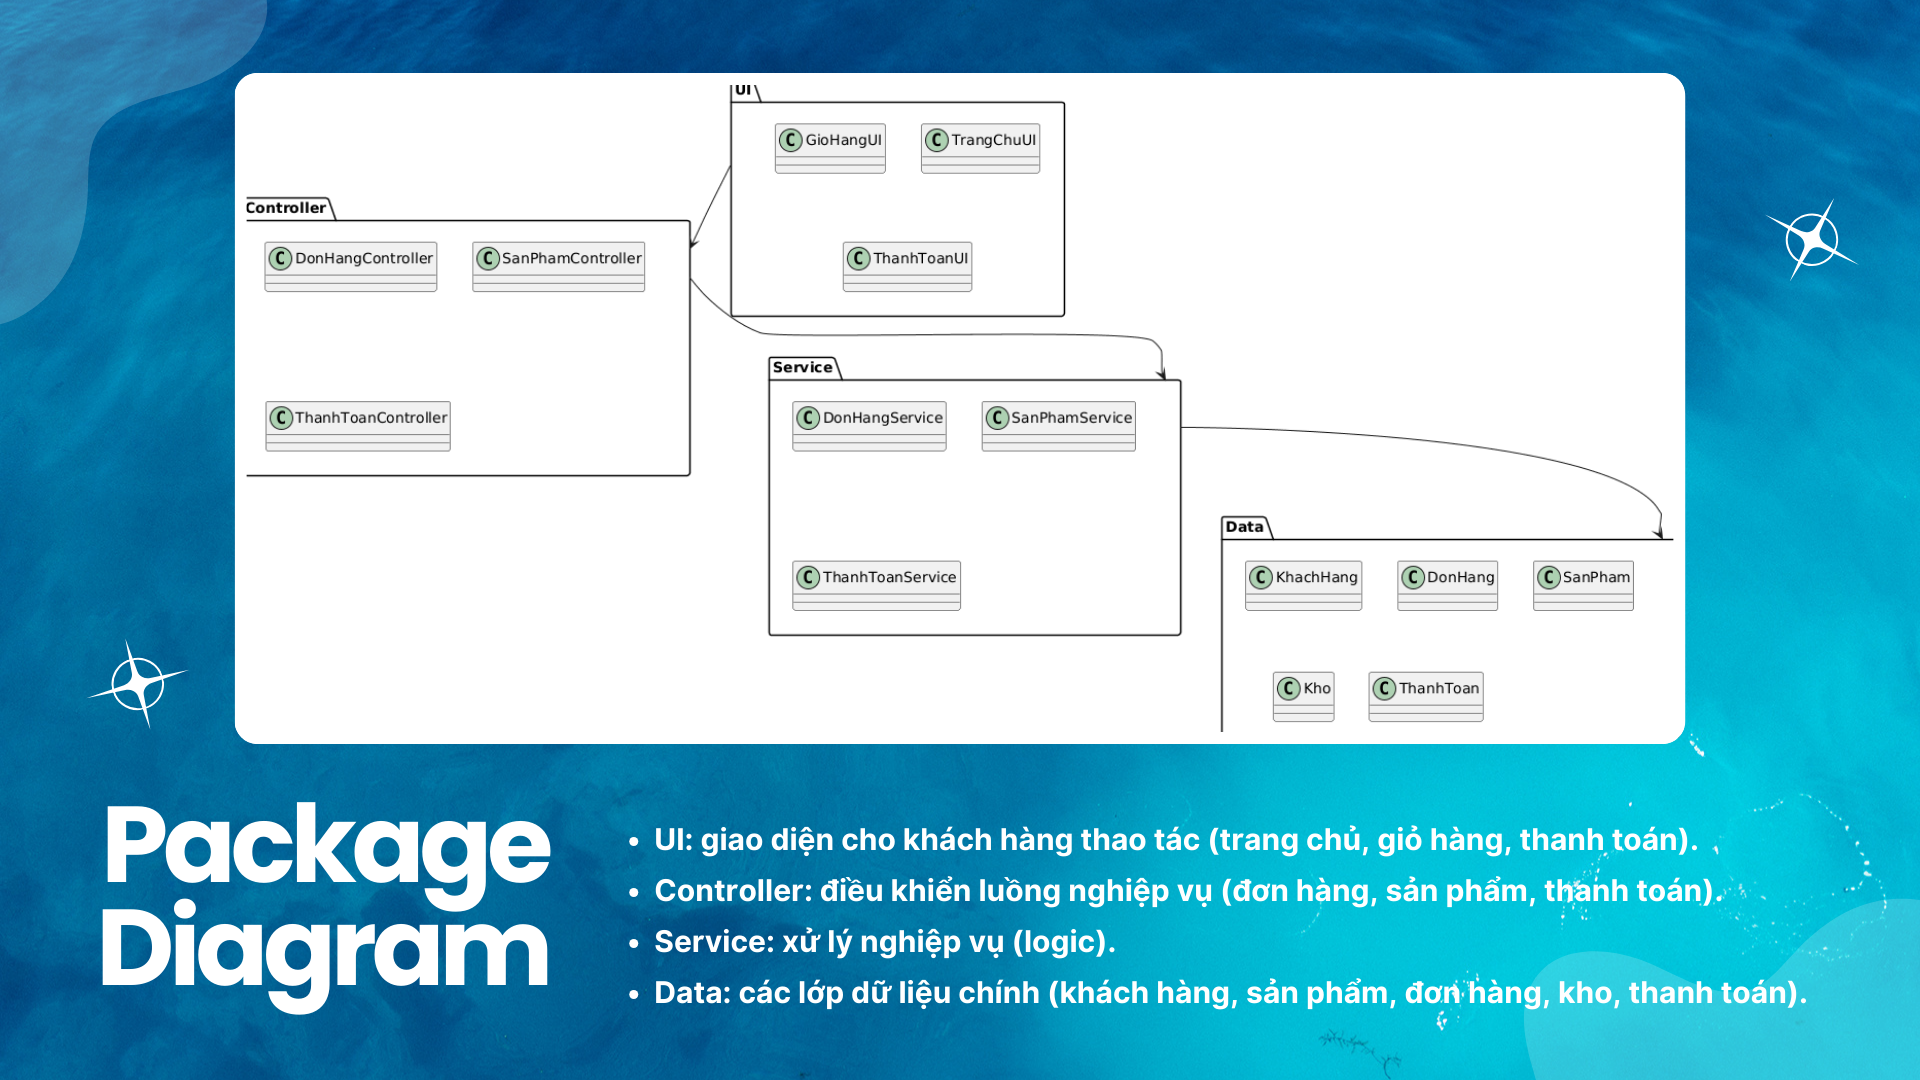 UI
C GioHangUI
C TrangChuUI
C ThanhToanUI
Controller
C DonHangController
C SanPhamController
C ThanhToanController
Service
C DonHangService
C SanPhamService
C ThanhToanService
Data
C KhachHang
C DonHang
C SanPham
C Kho
C ThanhToan
Package
Diagram
• UI: giao diện cho khách hàng thao tác (trang chủ, giỏ hàng, thanh toán).
• Controller: điều khiển luồng nghiệp vụ (đơn hàng, sản phẩm, thanh toán).
• Service: xử lý nghiệp vụ (logic).
• Data: các lớp dữ liệu chính (khách hàng, sản phẩm, đơn hàng, kho, thanh toán).